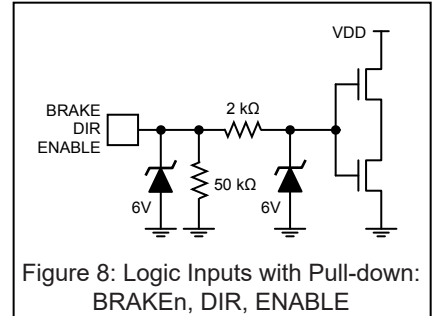 VDD
BRAKE
DIR
ENABLE
2 kΩ
6V
50 kΩ
6V
Figure 8: Logic Inputs with Pull-down:
BRAKEn, DIR, ENABLE